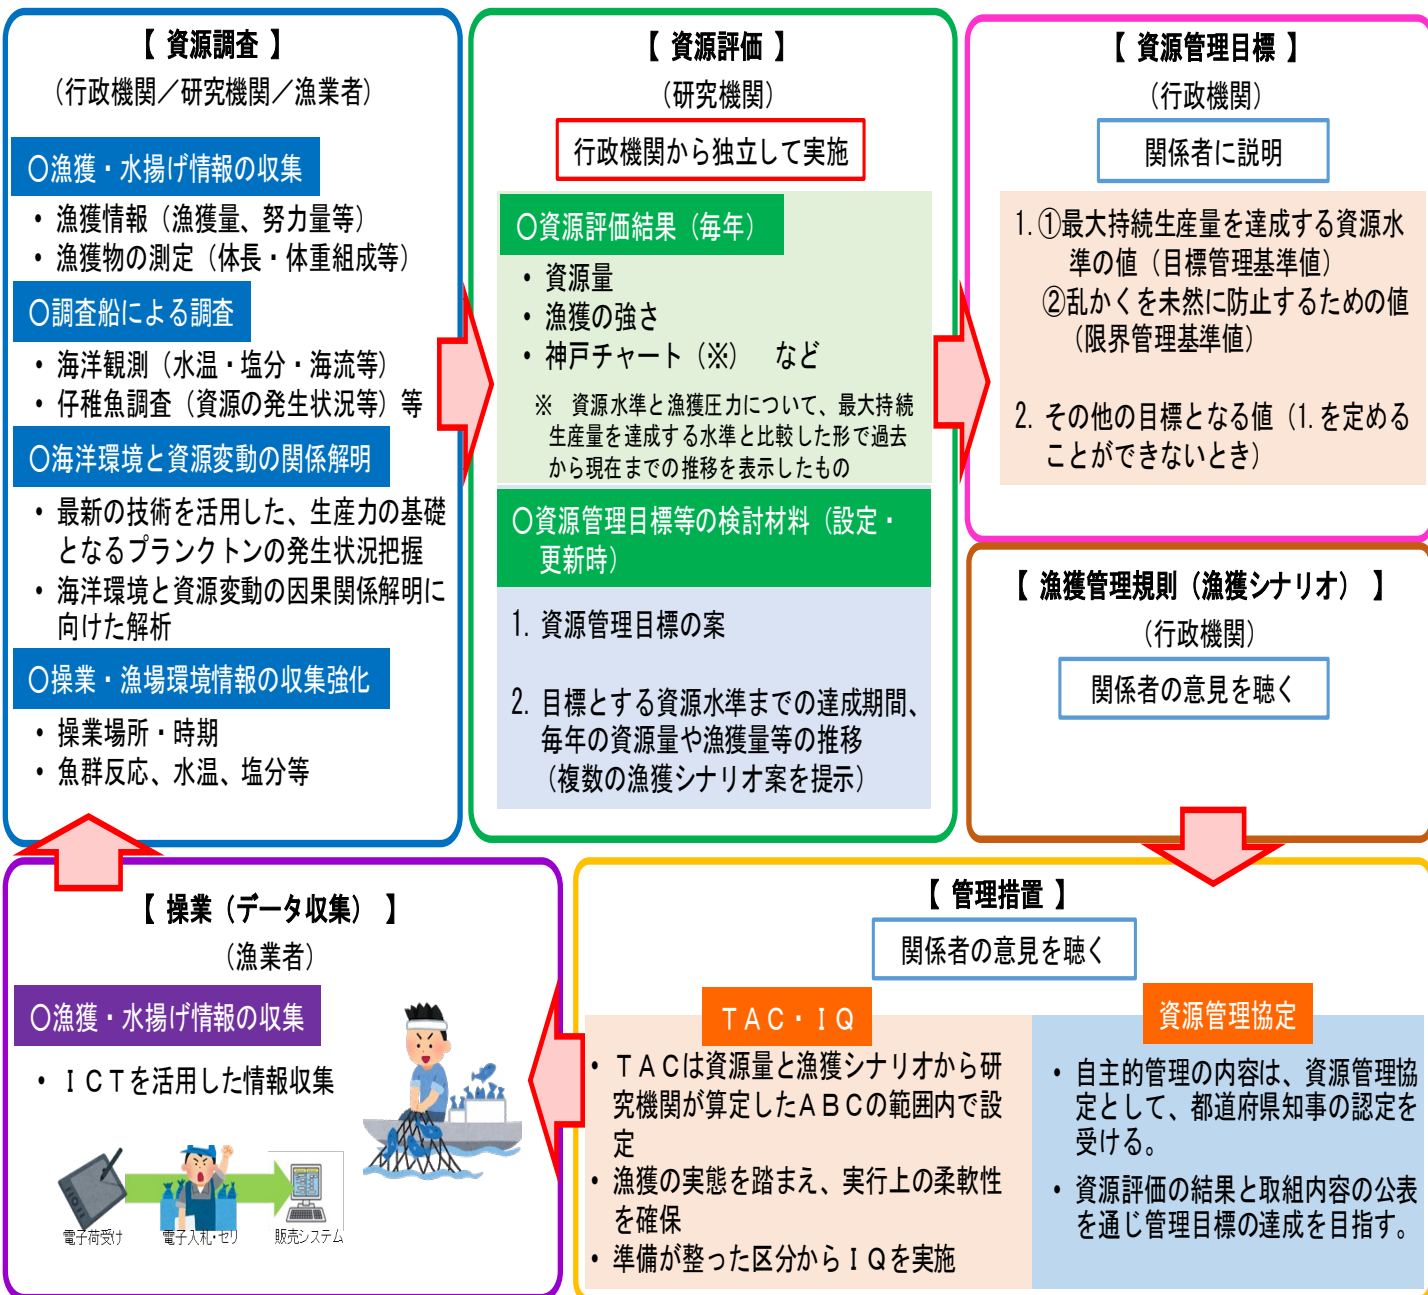 【 資源調査 】
（行政機関／研究機関／漁業者）
〇漁獲・水揚げ情報の収集
・ 漁獲情報（漁獲量、努力量等）
・ 漁獲物の測定（体長・体重組成等）
〇調査船による調査
・ 海洋観測（水温・塩分・海流等）
・ 仔稚魚調査（資源の発生状況等）等
〇海洋環境と資源変動の関係解明
・ 最新の技術を活用した、生産力の基礎
となるプランクトンの発生状況把握
・ 海洋環境と資源変動の因果関係解明に
向けた解析
〇操業・漁場環境情報の収集強化
・ 操業場所・時期
・ 魚群反応、水温、塩分等
【 資源評価 】
（研究機関）
行政機関から独立して実施
〇資源評価結果（毎年）
・ 資源量
・ 漁獲の強さ
・ 神戸チャート（※） など
※ 資源水準と漁獲圧力について、最大持続
生産量を達成する水準と比較した形で過去
から現在までの推移を表示したもの
〇資源管理目標等の検討材料（設定・
更新時）
1. 資源管理目標の案
2. 目標とする資源水準までの達成期間、
毎年の資源量や漁獲量等の推移
（複数の漁獲シナリオ案を提示）
【 資源管理目標 】
（行政機関）
関係者に説明
1. ①最大持続生産量を達成する資源水
準の値（目標管理基準値）
②乱かくを未然に防止するための値
（限界管理基準値）
2. その他の目標となる値（1. を定める
ことができないとき）
【 漁獲管理規則（漁獲シナリオ） 】
（行政機関）
関係者の意見を聴く
【 管理措置 】
関係者の意見を聴く
ＴＡＣ・ＩＱ
・ ＴＡＣは資源量と漁獲シナリオから研
究機関が算定したＡＢＣの範囲内で設
定
・ 漁獲の実態を踏まえ、実行上の柔軟性
を確保
・ 準備が整った区分からＩＱを実施
資源管理協定
・ 自主的管理の内容は、資源管理協
定として、都道府県知事の認定を
受ける。
・ 資源評価の結果と取組内容の公表
を通じ管理目標の達成を目指す。
【 操業（データ収集） 】
（漁業者）
〇漁獲・水揚げ情報の収集
・ ＩＣＴを活用した情報収集
電子荷受け
電子入札・セリ
販売システム